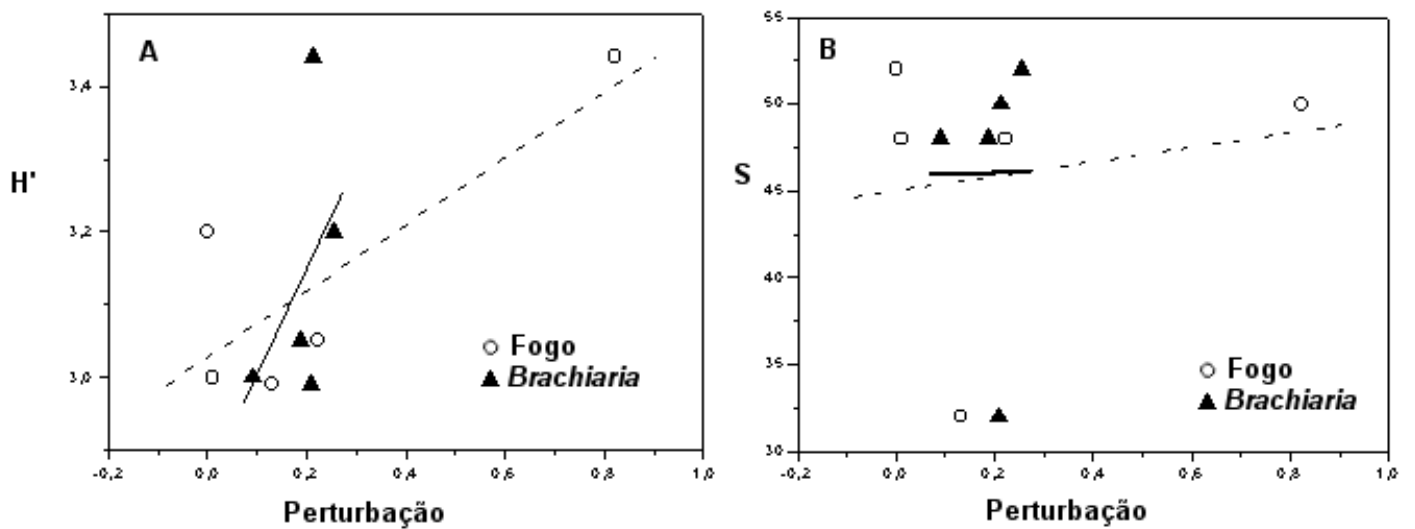 A
3,4
3,2
3,0
H'
Fogo
Brachiaria
-0,2 0,0 0,2 0,4 0,6 0,8 1,0
Perturbação
B
55
50
45
40
35
30
S
Fogo
Brachiaria
-0,2 0,0 0,2 0,4 0,6 0,8 1,0
Perturbação